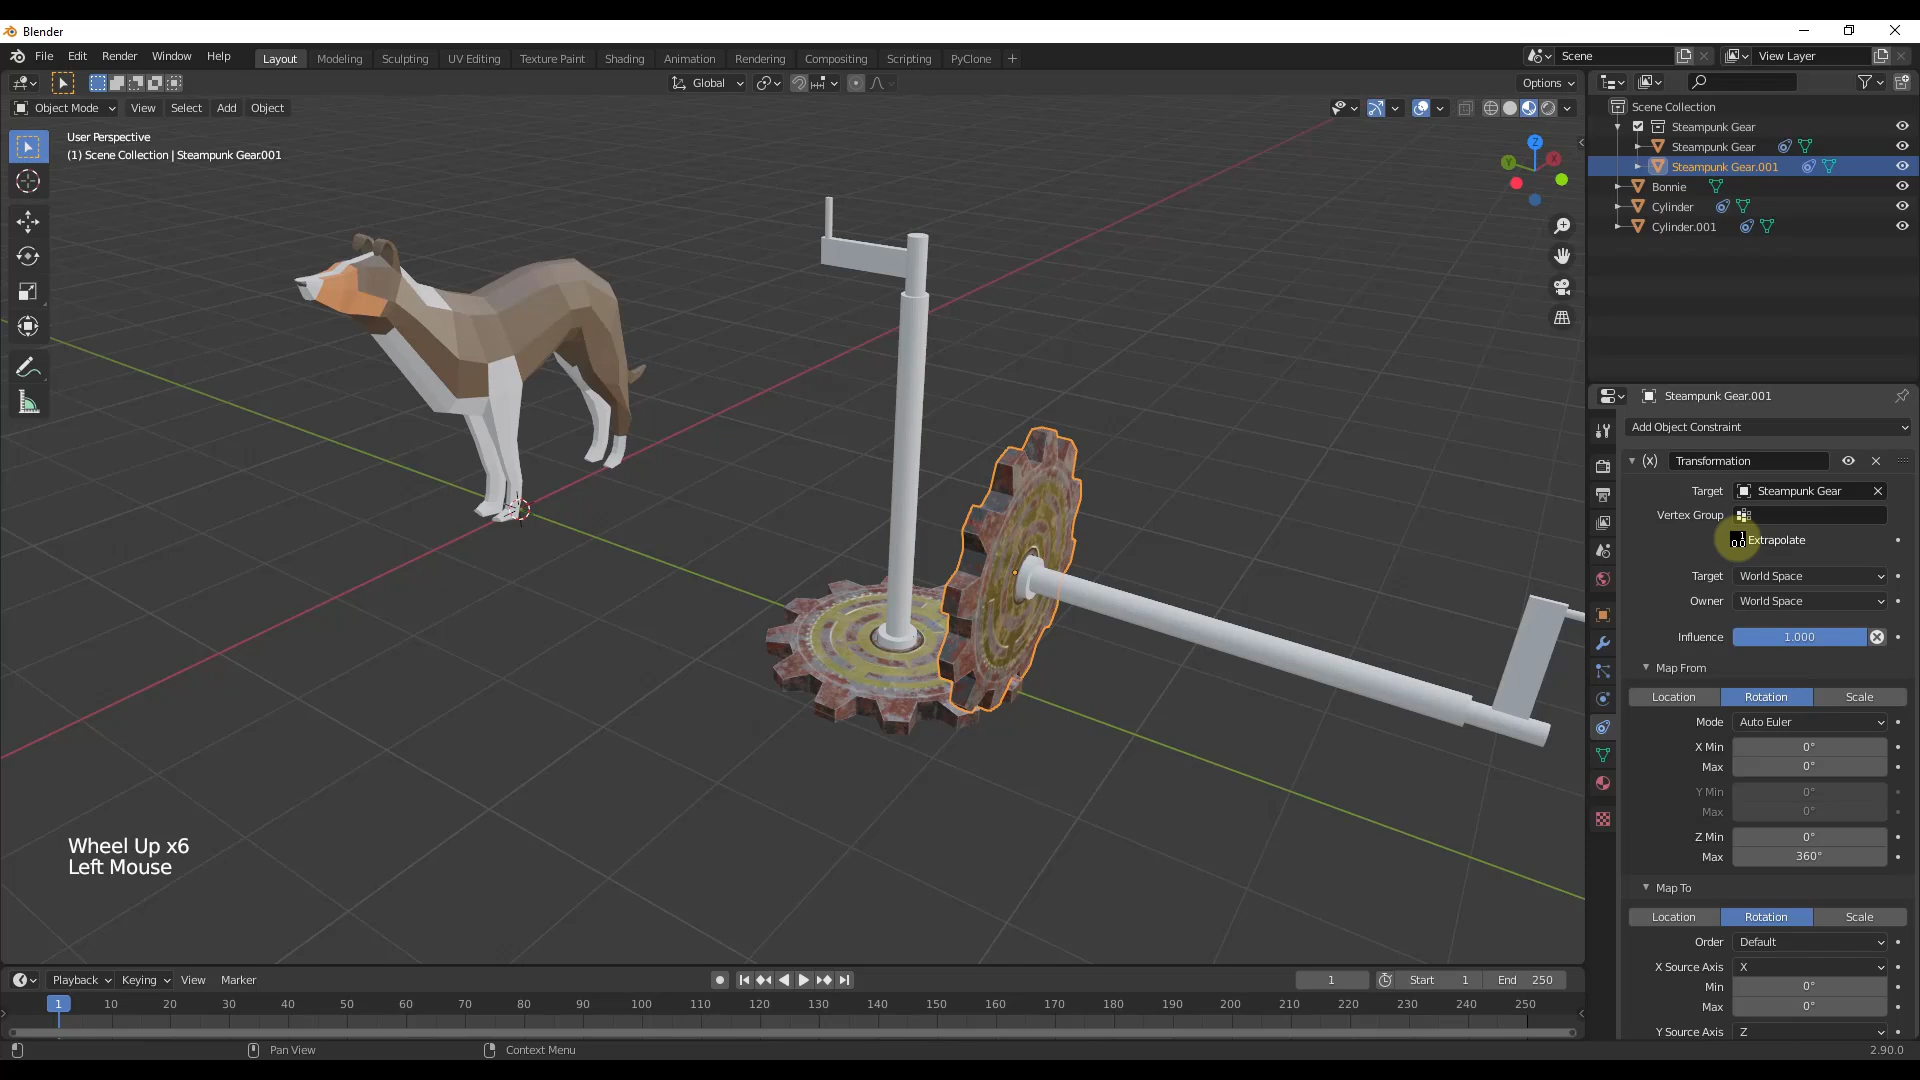 Blender
File Edit Render Window Help Layout Modeling Sculpting UV Editing Texture Paint Shading Animation Rendering Compositing Scripting PyClone + Scene View Layer
Global Options
Object Mode View Select Add Object
User Perspective
(1) Scene Collection | Steampunk Gear.001
Z
Y X
Scene Collection
Steampunk Gear
Steampunk Gear
Steampunk Gear.001
Bonnie
Cylinder
Cylinder.001
Steampunk Gear.001
Add Object Constraint
(x) Transformation
Target Steampunk Gear
Vertex Group
Extrapolate
Target World Space
Owner World Space
Influence 1.000
Map From
Location Rotation Scale
Mode Auto Euler
X Min 0°
Max 0°
Y Min 0°
Max 0°
Z Min 0°
Max 360°
Map To
Location Rotation Scale
Order Default
X Source Axis X
Min 0°
Max 0°
Y Source Axis Z
Wheel Up x6
Left Mouse
Playback Keying View Marker 1 Start 1 End 250
1 10 20 30 40 50 60 70 80 90 100 110 120 130 140 150 160 170 180 190 200 210 220 230 240 250
Pan View Context Menu 2.90.0